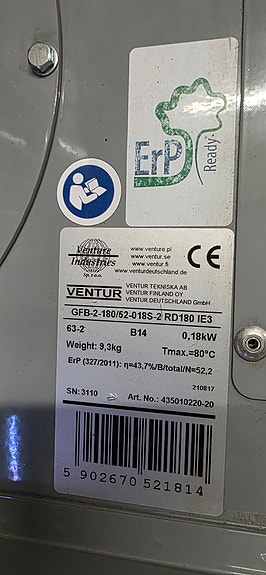 ErP
Ready
Venture
Industries
Sp. z o.o.
www.venture.pl
www.ventur.se
www.ventur.fi
www.venturdeutschland.de
CE
VENTUR
VENTUR TEKNISKA AB
VENTUR FINLAND OY
VENTUR DEUTSCHLAND GmbH
GFB-2-180/52-018S-2 RD180 IE3
63-2 B14 0,18kW
Weight: 9,3kg Tmax.=80°C
ErP (327/2011): η=43,7%/B/total/N=52,2
210817
SN: 3110 Art. No.: 435010220-20
5 902670 521814